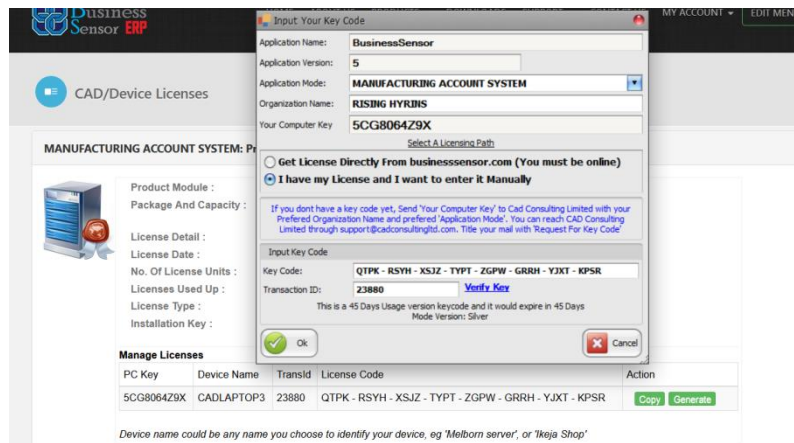 Business
Sensor ERP
MY ACCOUNT
EDIT MEN
CAD/Device Licenses
MANUFACTURING ACCOUNT SYSTEM:
Product Module :
Package And Capacity :
License Detail :
License Date :
No. Of License Units :
Licenses Used Up :
License Type :
Installation Key :
Input Your Key Code
Application Name: BusinessSensor
Application Version: 5
Application Mode: MANUFACTURING ACCOUNT SYSTEM
Organization Name: RISING HYRINS
Your Computer Key 5CG8064Z9X
Select A Licensing Path
Get License Directly From businesssensor.com (You must be online)
I have my License and I want to enter it Manually
If you dont have a key code yet, Send 'Your Computer Key' to Cad Consulting Limited with your
Prefered Organization Name and prefered 'Application Mode'. You can reach CAD Consulting
Limited through support@cadconsultingltd.com. Title your mail with 'Request For Key Code'
Input Key Code
Key Code: QTPK - RSYH - XSJZ - TYPT - ZGPW - GRRH - YJXT - KPSR
Transaction ID: 23880 Verify Key
This is a 45 Days Usage version keycode and it would expire in 45 Days
Mode Version: Silver
Ok
Cancel
Manage Licenses
PC Key Device Name TransId License Code Action
5CG8064Z9X CADLAPTOP3 23880 QTPK - RSYH - XSJZ - TYPT - ZGPW - GRRH - YJXT - KPSR Copy Generate
Device name could be any name you choose to identify your device, eg 'Melborn server', or 'Ikeja Shop'